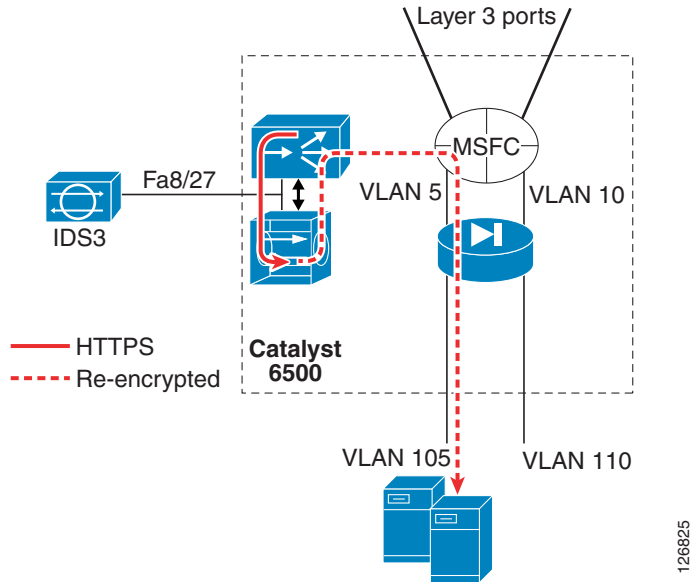 Layer 3 ports
MSFC
Fa8/27
VLAN 5
VLAN 10
IDS3
HTTPS
Re-encrypted
Catalyst
6500
VLAN 105
VLAN 110
126825